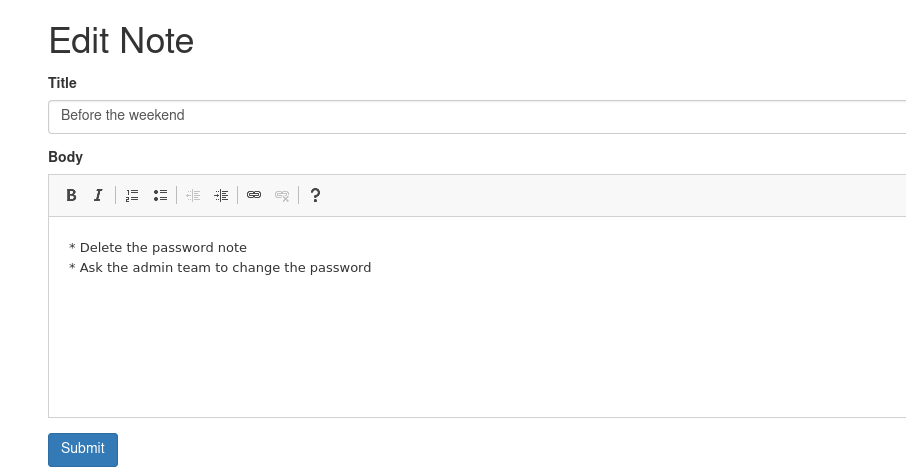 Edit Note
Title
Before the weekend
Body
B I ?
* Delete the password note
* Ask the admin team to change the password
Submit